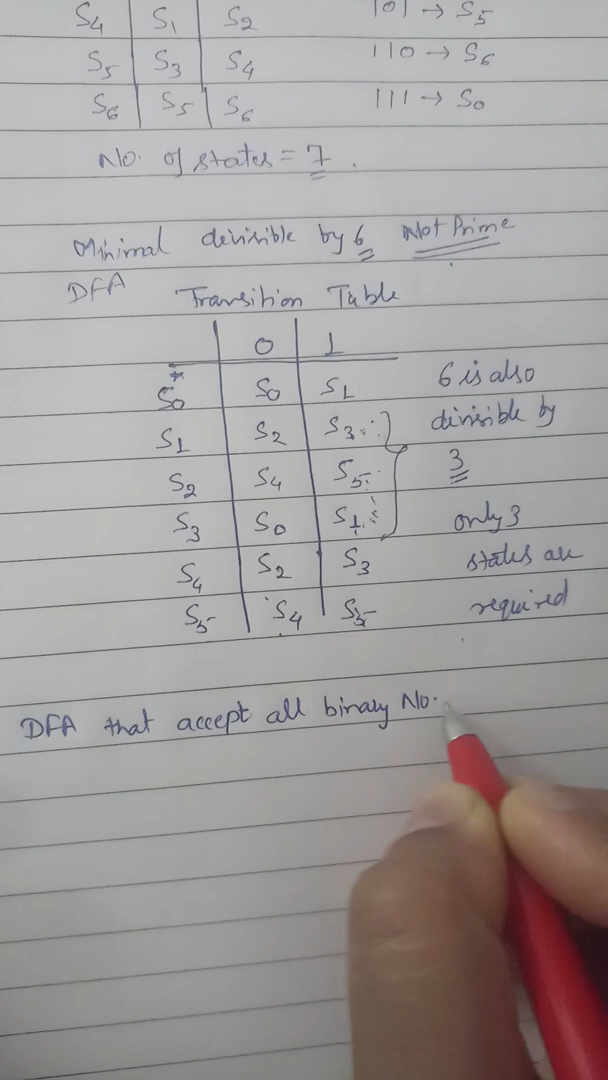 S4 S1 S2 101 → S5
S5 S3 S4 110 → S6
S6 S5 S6 111 → S0
No. of states = 7.
Minimal devisible by 6 Not Prime
DFA Transition Table
0 1
S0* S0 S1 6 is also
S1 S2 S3 divisible by
S2 S4 S5 3
S3 S0 S1 only 3
S4 S2 S3 states are
S5 S4 S5 required
DFA that accept all binary No.